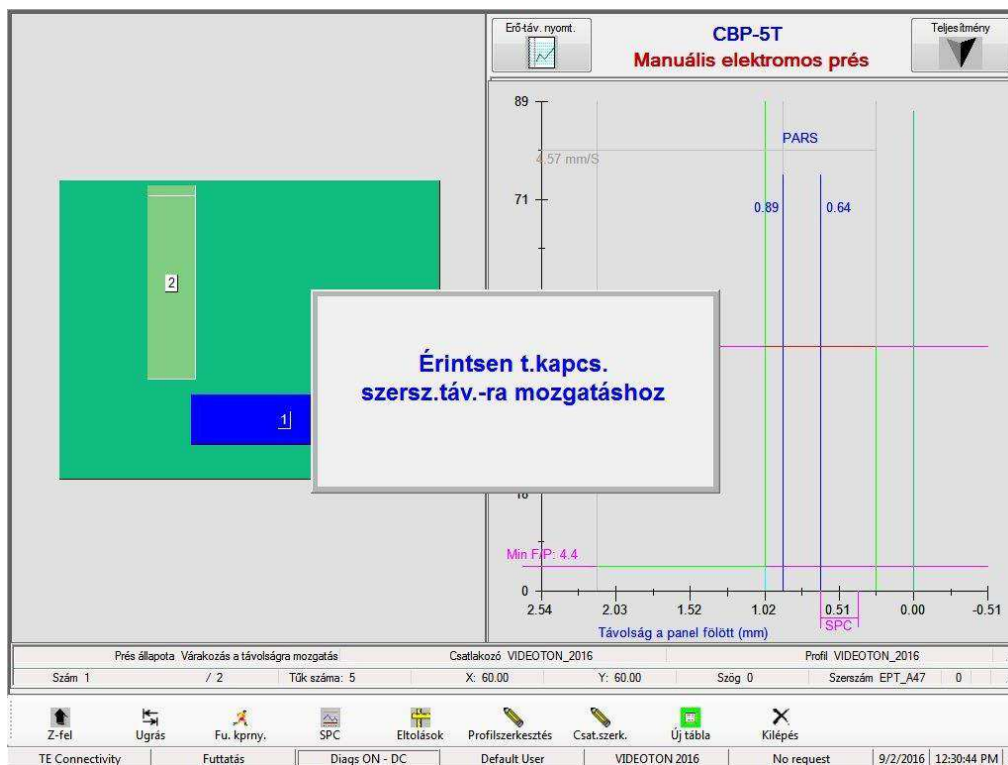 Erő-táv. nyomt.
CBP-5T
Manuális elektromos prés
Teljesítmény
89
PARS
4.57 mm/S
71
0.89
0.64
2
Érintsen t.kapcs.
szersz.táv.-ra mozgatáshoz
1
Min F/P: 4.4
0
2.54
2.03
1.52
1.02
0.51
0.00
-0.51
SPC
Távolság a panel fölött (mm)
Prés állapota Várakozás a távolságra mozgatás
Csatlakozó VIDEOTON_2016
Profil VIDEOTON_2016
Szám 1
/ 2
Tűk száma: 5
X: 60.00
Y: 60.00
Szög 0
Szerszám EPT_A47
0
Z-fel
Ugrás
Fu. kprny.
SPC
Eltolások
Profilszerkesztés
Csat.szerk.
Új tábla
Kilépés
TE Connectivity
Futtatás
Diags ON - DC
Default User
VIDEOTON 2016
No request
9/2/2016
12:30:44 PM